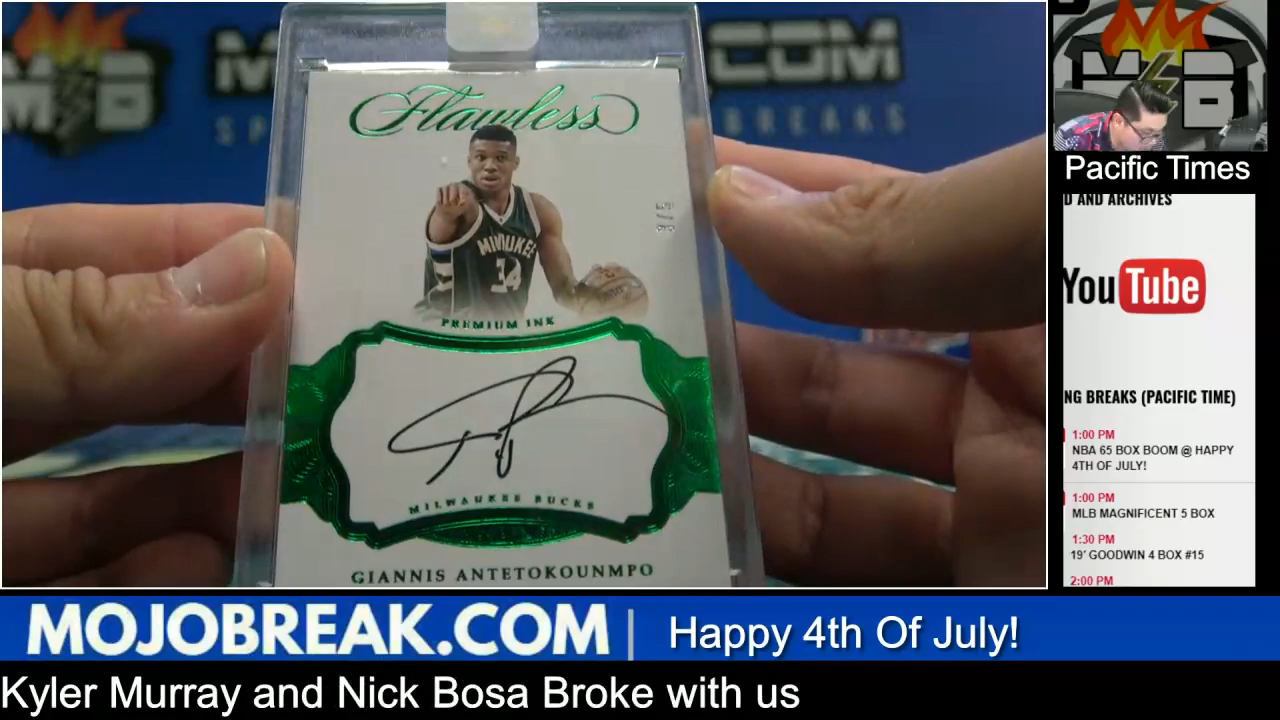 Flawless
MILWAUKEE
34
PREMIUM INK
MILWAUKEE BUCKS
GIANNIS ANTETOKOUNMPO
M B
Pacific Times
D AND ARCHIVES
YouTube
NG BREAKS (PACIFIC TIME)
1:00 PM
NBA 65 BOX BOOM @ HAPPY
4TH OF JULY!
1:00 PM
MLB MAGNIFICENT 5 BOX
1:30 PM
19' GOODWIN 4 BOX #15
2:00 PM
MOJOBREAK.COM | Happy 4th Of July!
Kyler Murray and Nick Bosa Broke with us